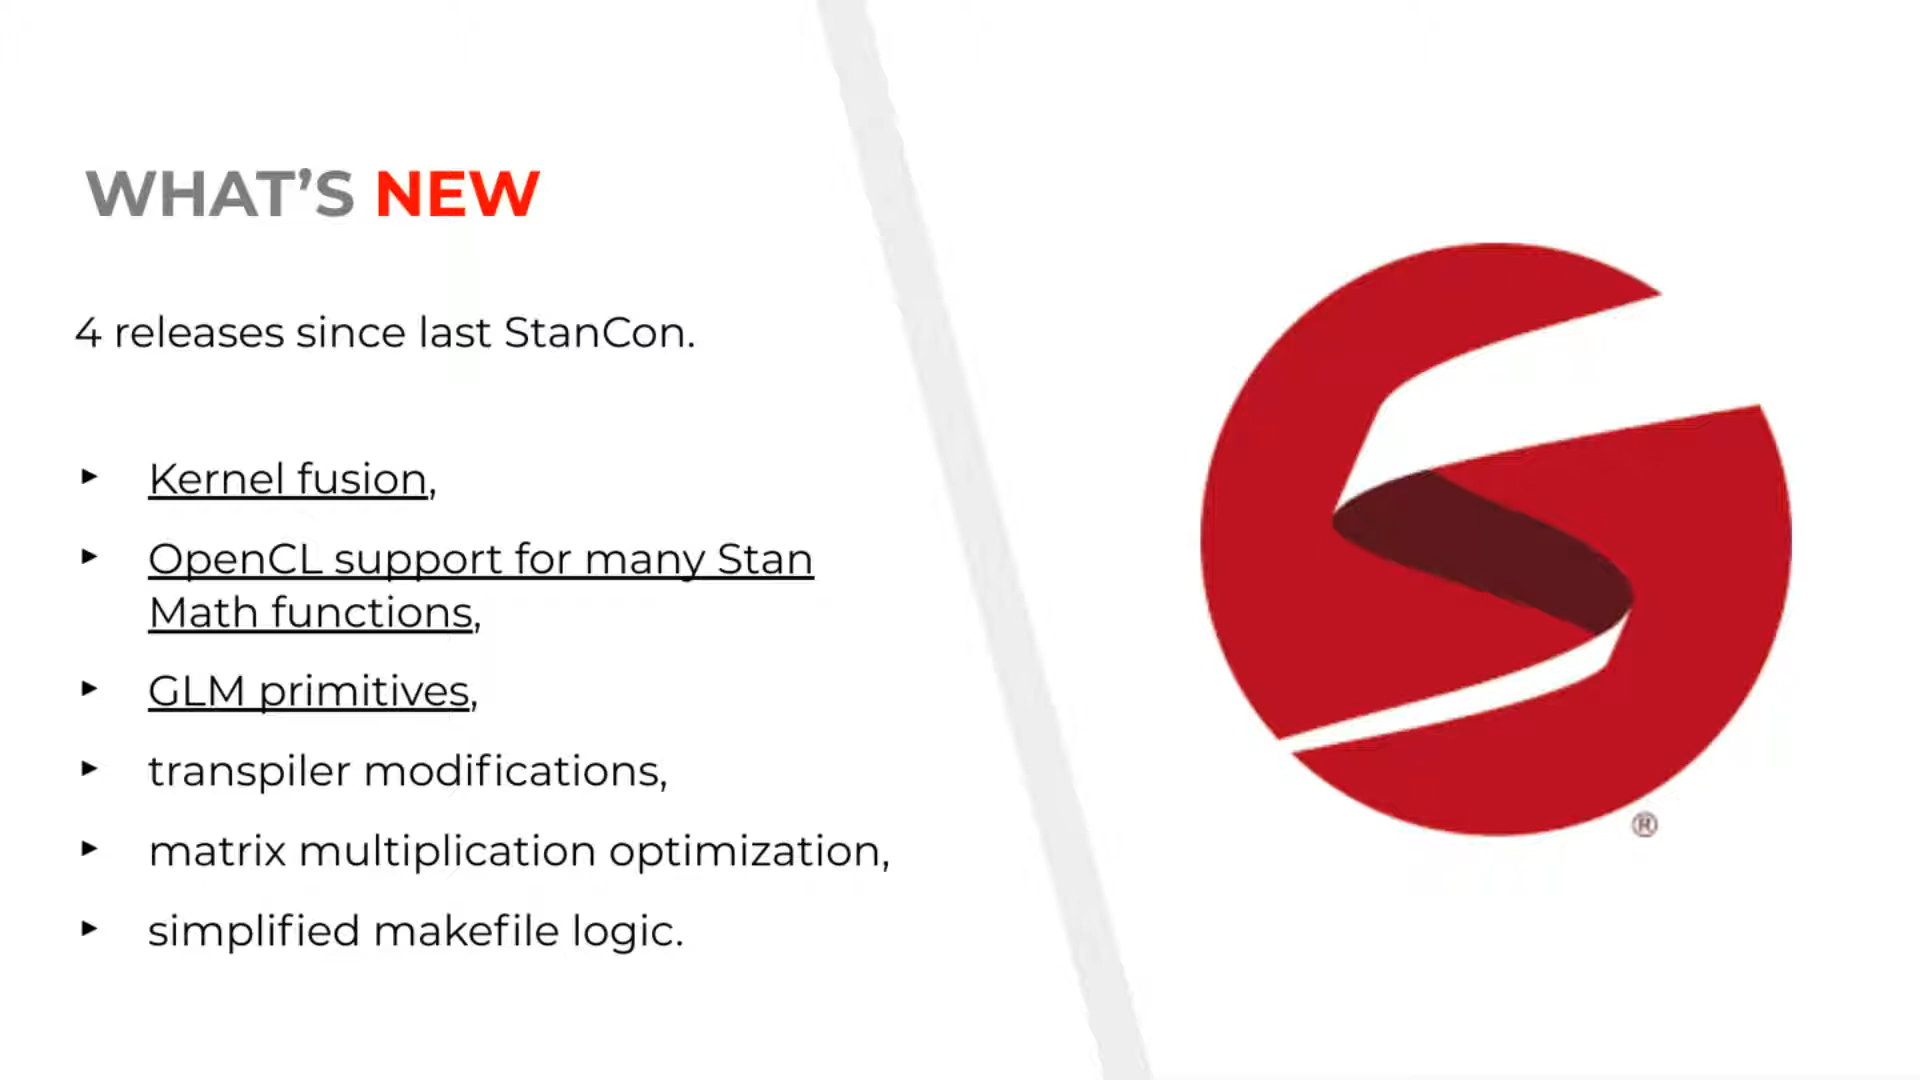 WHAT’S NEW
4 releases since last StanCon.
▸ Kernel fusion,
▸ OpenCL support for many Stan
Math functions,
▸ GLM primitives,
▸ transpiler modifications,
▸ matrix multiplication optimization,
▸ simplified makefile logic.
®